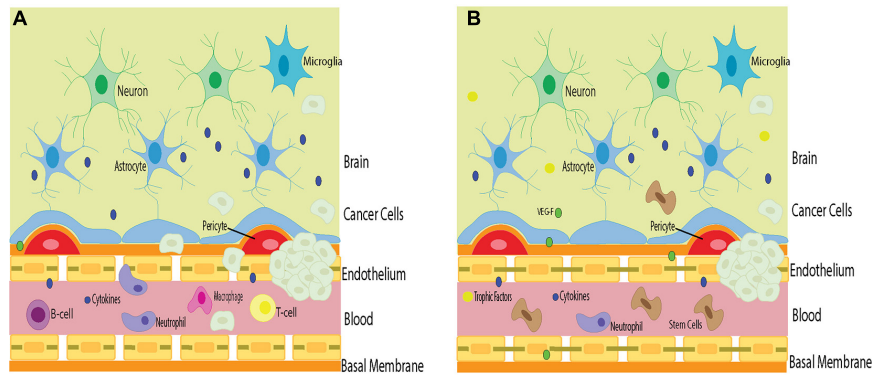 A
Microglia
Neuron
Astrocyte
Brain
Cancer Cells
Pericyte
Endothelium
Cytokines
Macrophage
B-cell
Neutrophil
T-cell
Blood
Basal Membrane
B
Microglia
Neuron
Astrocyte
Brain
VEG-F
Cancer Cells
Pericyte
Endothelium
Trophic Factors
Cytokines
Neutrophil
Stem Cells
Blood
Basal Membrane